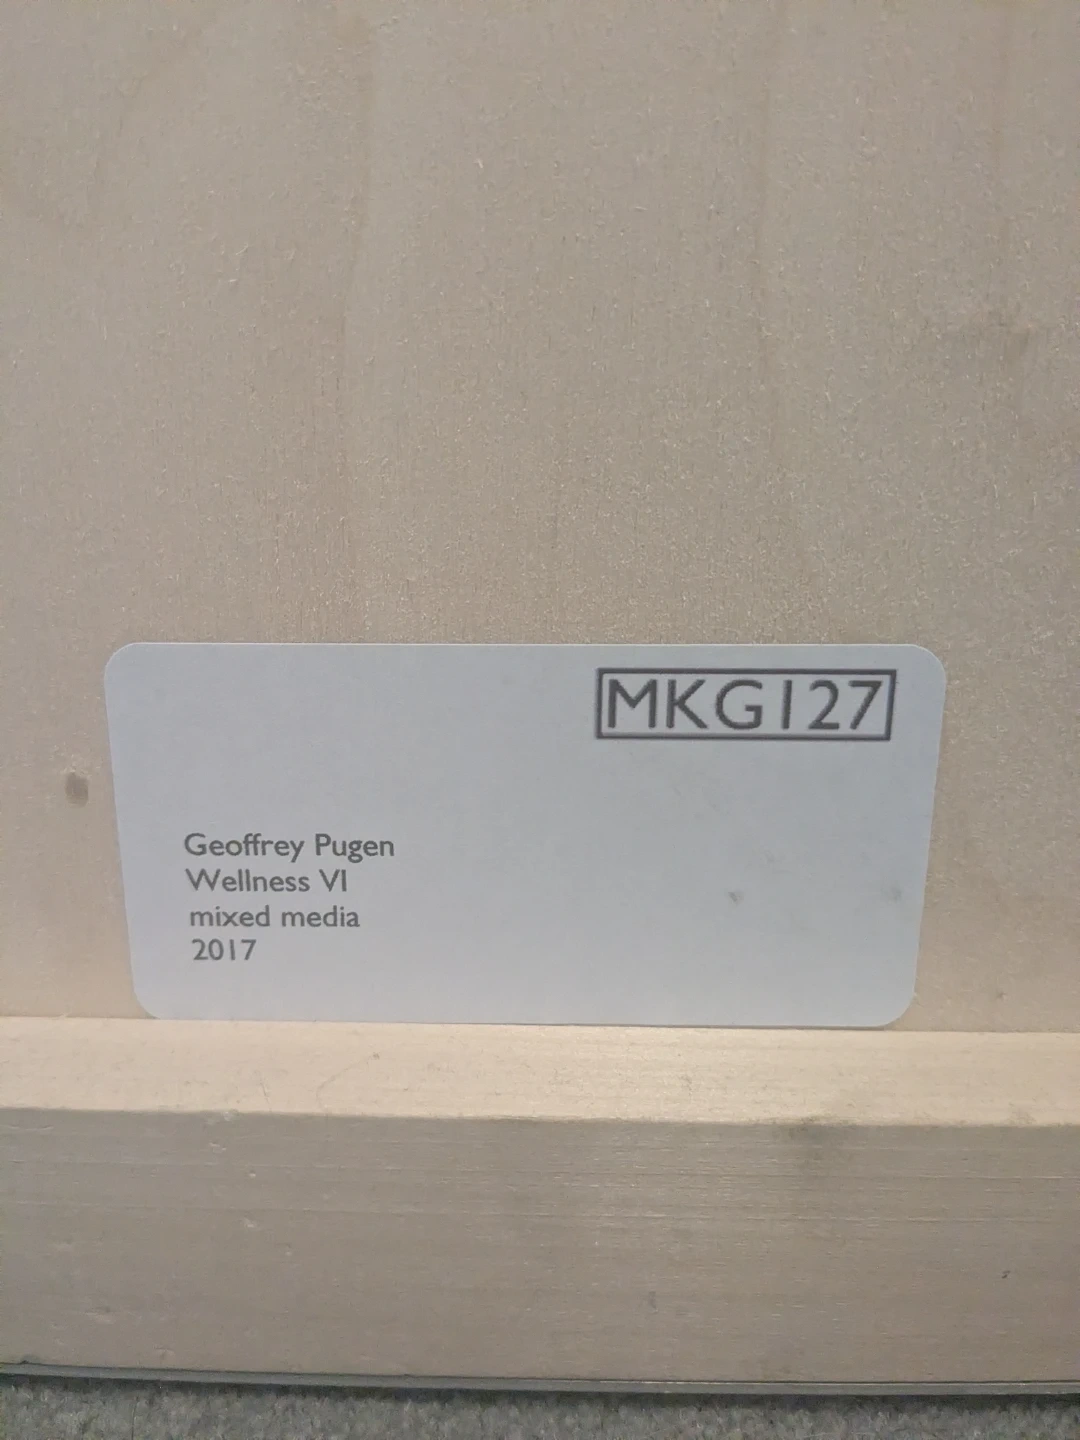 MKG127
Geoffrey Pugen
Wellness VI
mixed media
2017